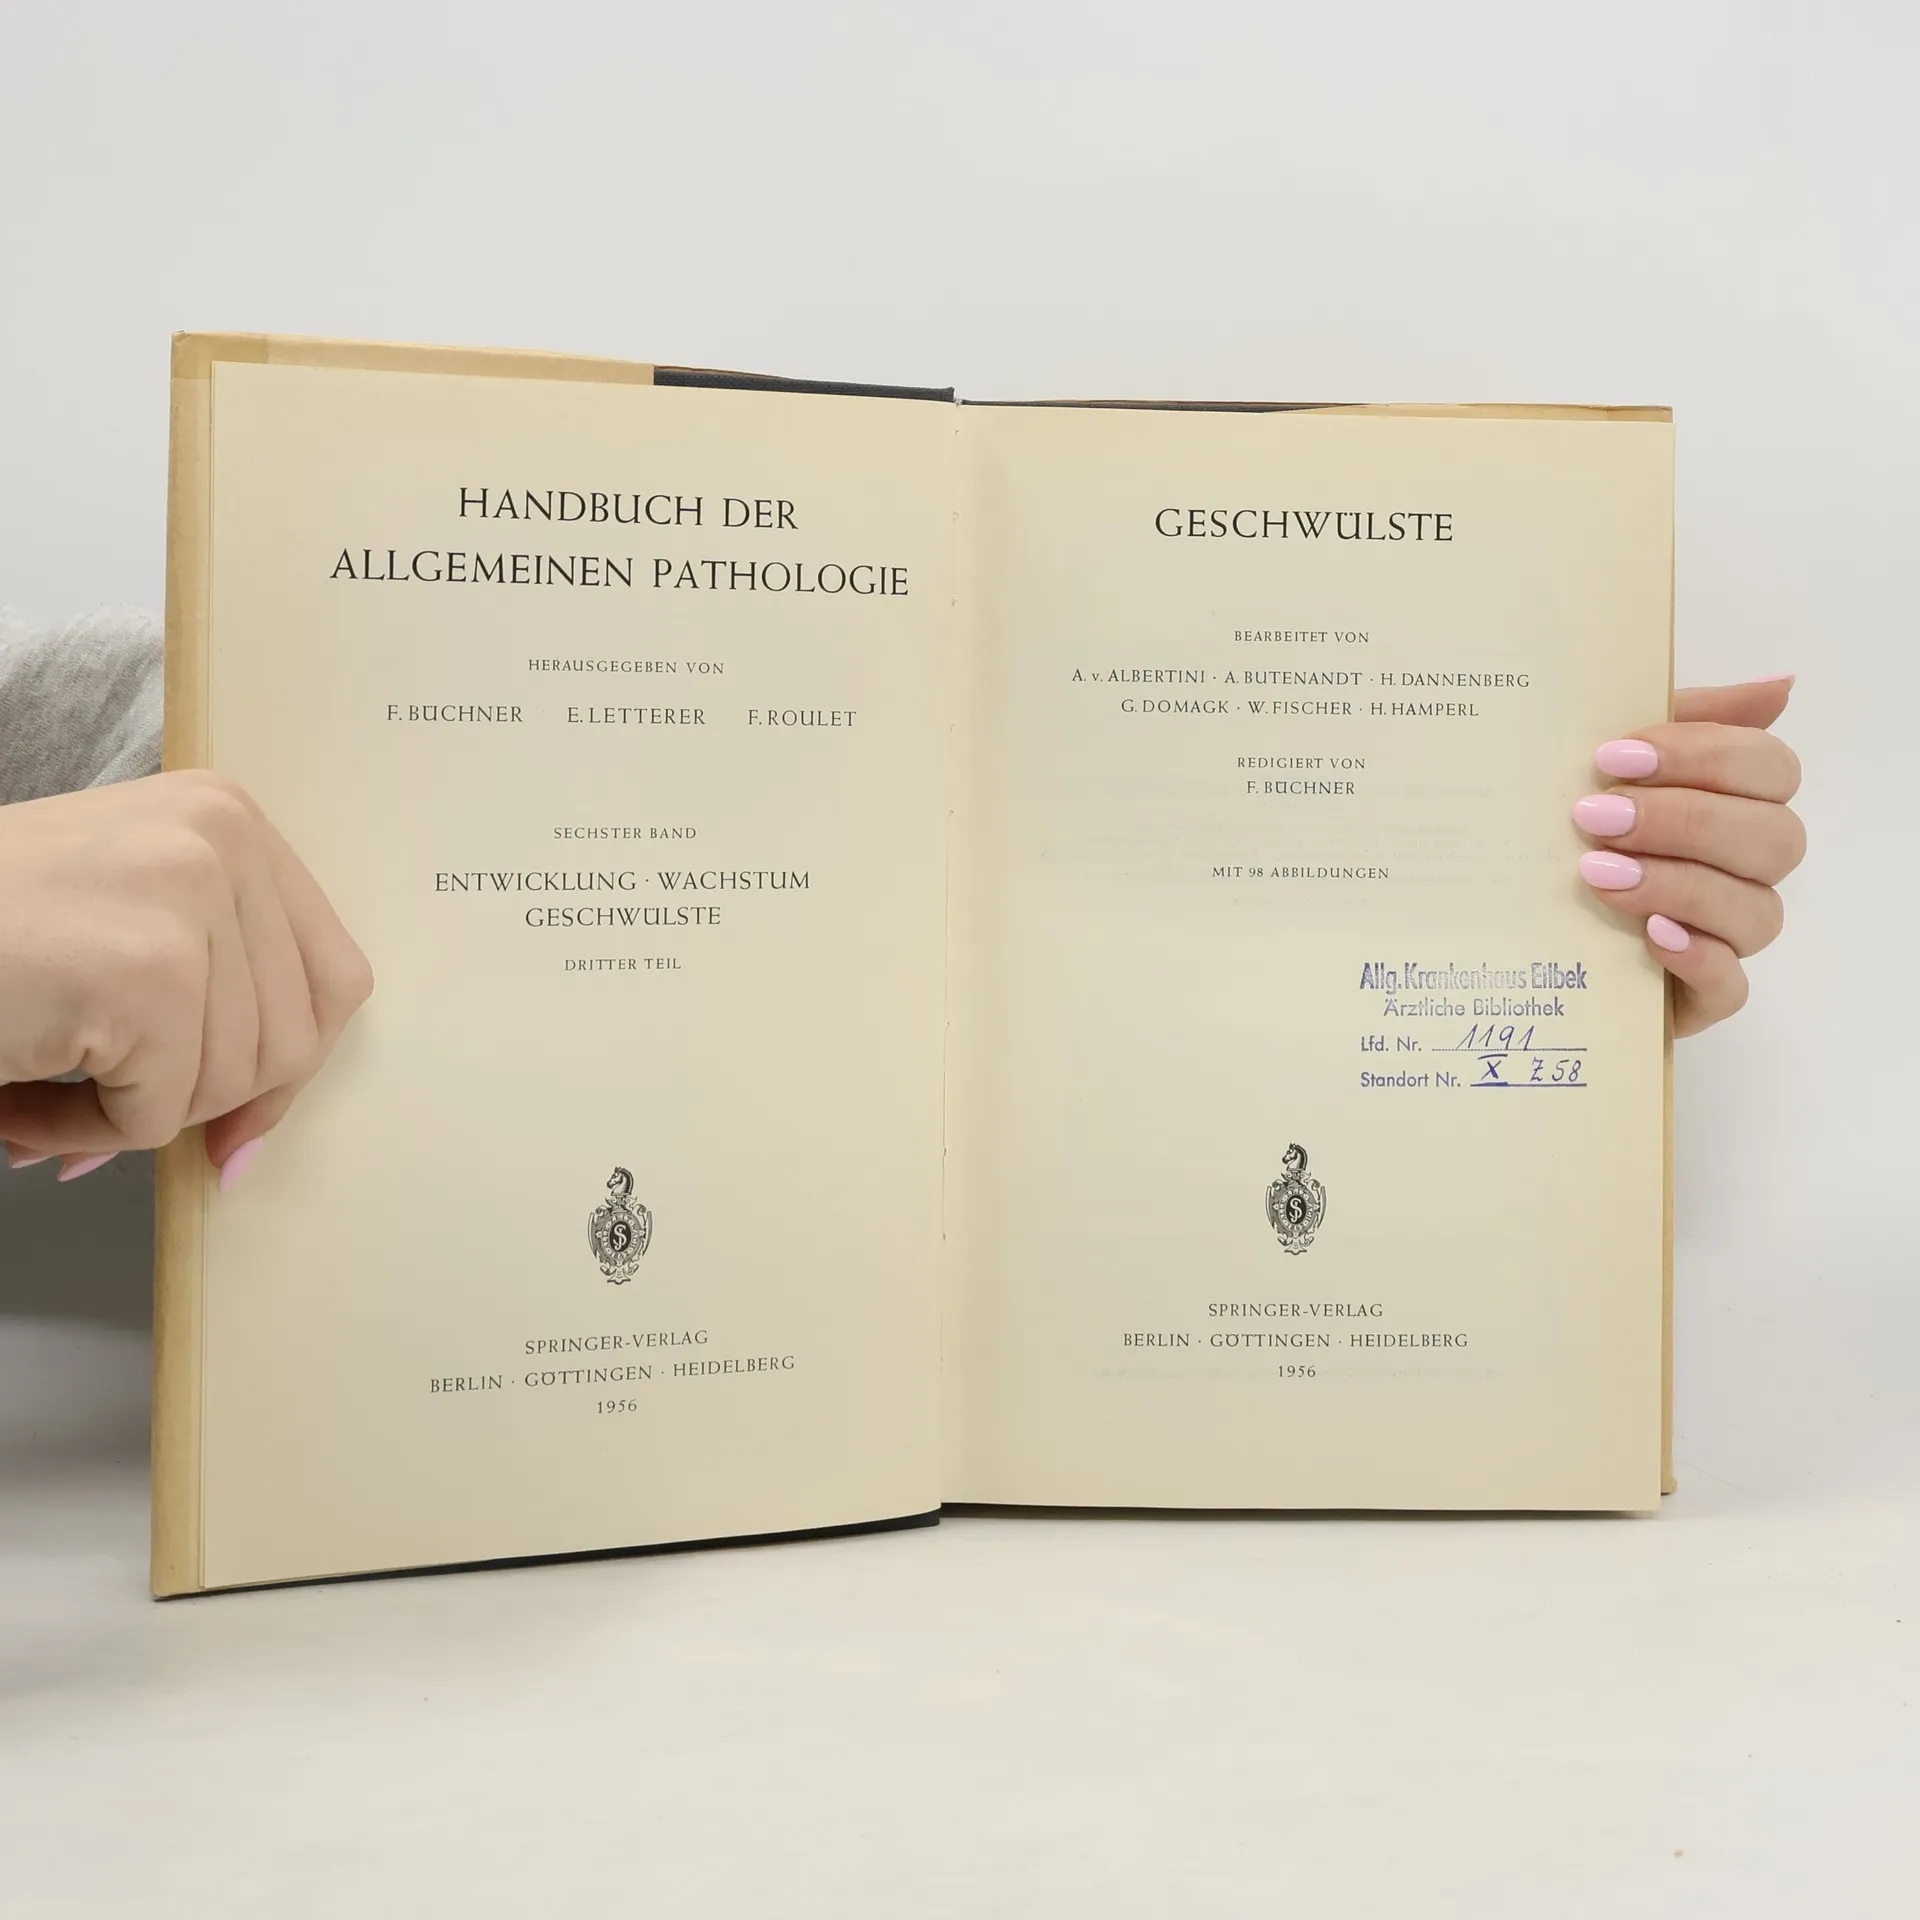 HANDBUCH DER
ALLGEMEINEN PATHOLOGIE
HERAUSGEGEBEN VON
F. BÜCHNER E. LETTERER F. ROULET
SECHSTER BAND
ENTWICKLUNG · WACHSTUM
GESCHWÜLSTE
DRITTER TEIL
SPRINGER-VERLAG
BERLIN · GÖTTINGEN · HEIDELBERG
1956
GESCHWÜLSTE
BEARBEITET VON
A. v. ALBERTINI · A. BUTENANDT · H. DANNENBERG
G. DOMAGK · W. FISCHER · H. HAMPERL
REDIGIERT VON
F. BÜCHNER
MIT 98 ABBILDUNGEN
Allg. Krankenhaus Eilbek
Ärztliche Bibliothek
Lfd. Nr. 1191
Standort Nr. X Z 58
SPRINGER-VERLAG
BERLIN · GÖTTINGEN · HEIDELBERG
1956